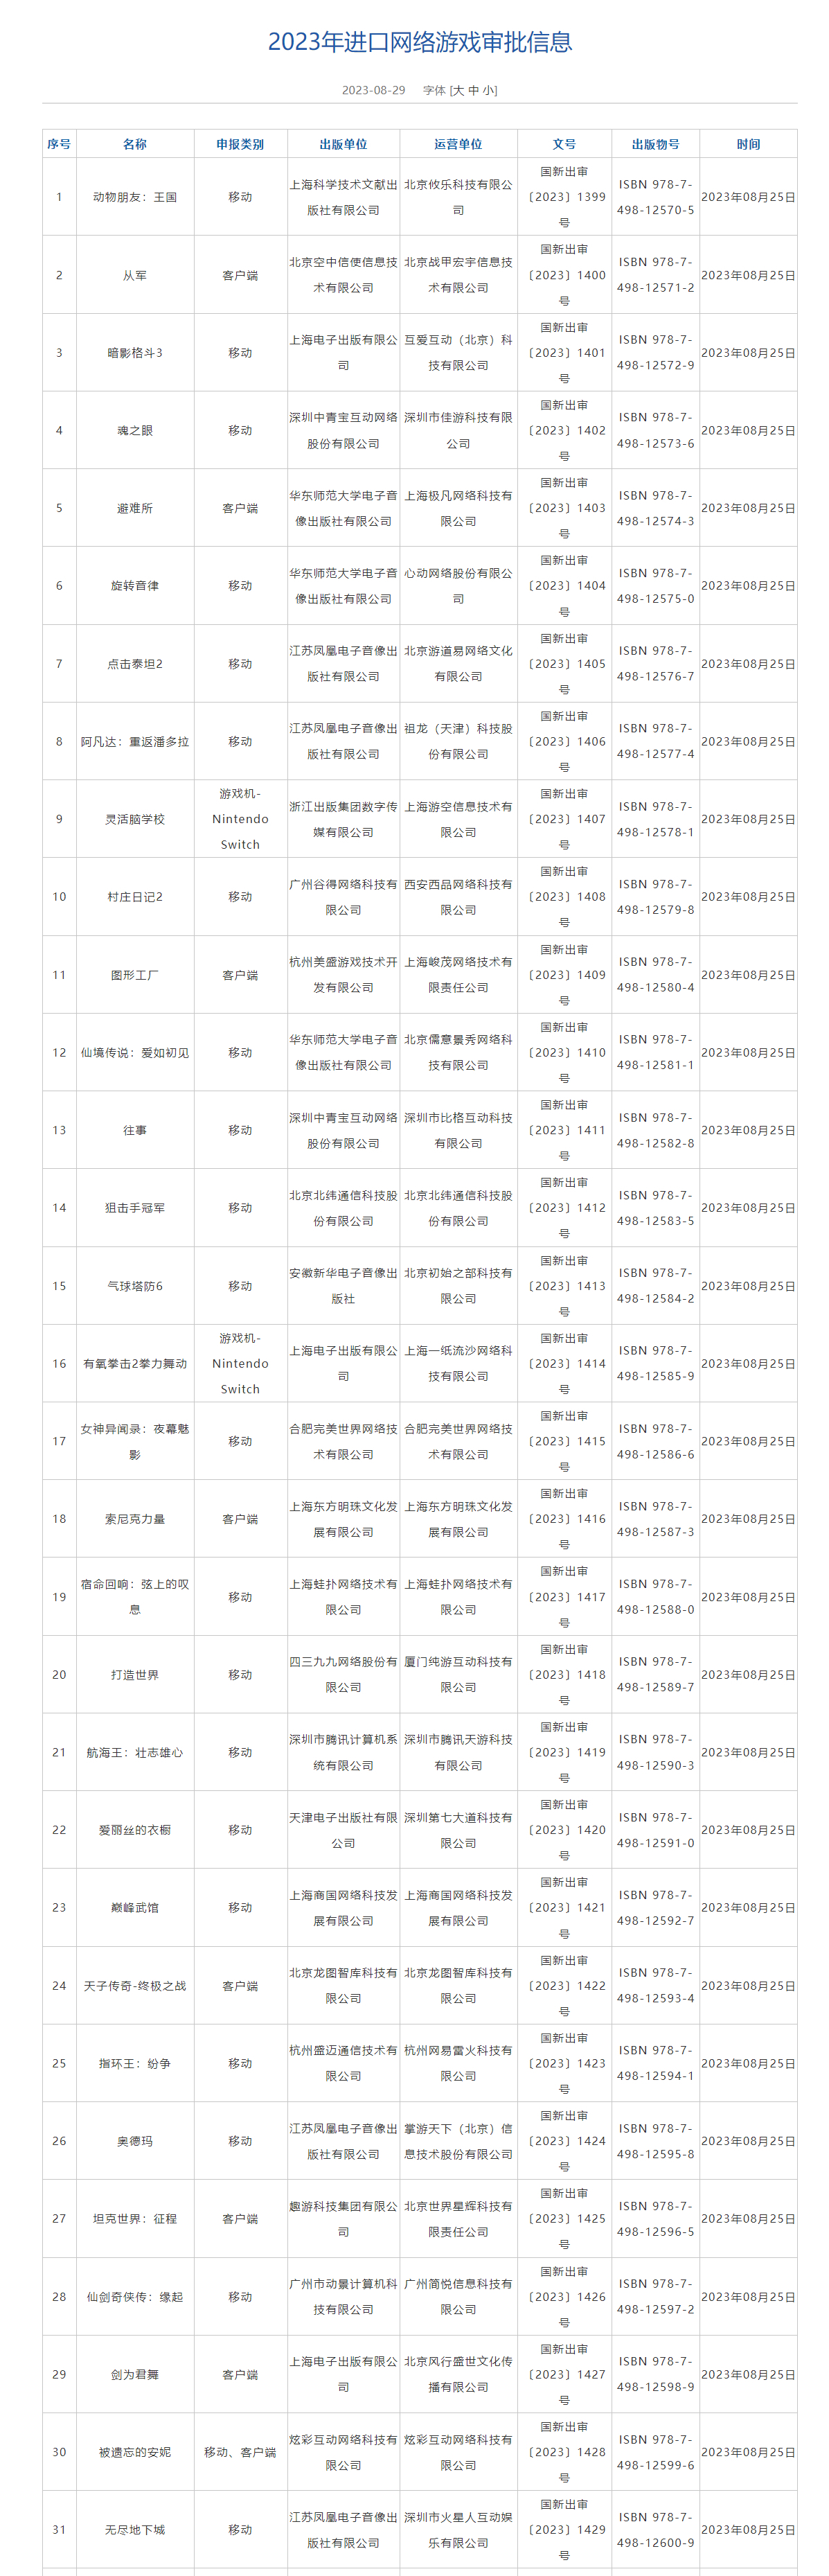 2023年进口网络游戏审批信息
2023-08-29 字体 [大 中 小]
序号 名称 申报类别 出版单位 运营单位 文号 出版物号 时间
1 动物朋友：王国 移动 上海科学技术文献出版社有限公司 北京攸乐科技有限公司 国新出审〔2023〕1399号 ISBN 978-7-498-12570-5 2023年08月25日
2 从军 客户端 北京空中信使信息技术有限公司 北京战甲宏宇信息技术有限公司 国新出审〔2023〕1400号 ISBN 978-7-498-12571-2 2023年08月25日
3 暗影格斗3 移动 上海电子出版有限公司 互爱互动（北京）科技有限公司 国新出审〔2023〕1401号 ISBN 978-7-498-12572-9 2023年08月25日
4 魂之眼 移动 深圳中青宝互动网络股份有限公司 深圳市佳游科技有限公司 国新出审〔2023〕1402号 ISBN 978-7-498-12573-6 2023年08月25日
5 避难所 客户端 华东师范大学电子音像出版社有限公司 上海极凡网络科技有限公司 国新出审〔2023〕1403号 ISBN 978-7-498-12574-3 2023年08月25日
6 旋转音律 移动 华东师范大学电子音像出版社有限公司 心动网络股份有限公司 国新出审〔2023〕1404号 ISBN 978-7-498-12575-0 2023年08月25日
7 点击泰坦2 移动 江苏凤凰电子音像出版社有限公司 北京游道易网络文化有限公司 国新出审〔2023〕1405号 ISBN 978-7-498-12576-7 2023年08月25日
8 阿凡达：重返潘多拉 移动 江苏凤凰电子音像出版社有限公司 祖龙（天津）科技股份有限公司 国新出审〔2023〕1406号 ISBN 978-7-498-12577-4 2023年08月25日
9 灵活脑学校 游戏机-Nintendo Switch 浙江出版集团数字传媒有限公司 上海游空信息技术有限公司 国新出审〔2023〕1407号 ISBN 978-7-498-12578-1 2023年08月25日
10 村庄日记2 移动 广州谷得网络科技有限公司 西安西品网络科技有限公司 国新出审〔2023〕1408号 ISBN 978-7-498-12579-8 2023年08月25日
11 图形工厂 客户端 杭州美盛游戏技术开发有限公司 上海峻茂网络技术有限责任公司 国新出审〔2023〕1409号 ISBN 978-7-498-12580-4 2023年08月25日
12 仙境传说：爱如初见 移动 华东师范大学电子音像出版社有限公司 北京儒意景秀网络科技有限公司 国新出审〔2023〕1410号 ISBN 978-7-498-12581-1 2023年08月25日
13 往事 移动 深圳中青宝互动网络股份有限公司 深圳市比格互动科技有限公司 国新出审〔2023〕1411号 ISBN 978-7-498-12582-8 2023年08月25日
14 狙击手冠军 移动 北京北纬通信科技股份有限公司 北京北纬通信科技股份有限公司 国新出审〔2023〕1412号 ISBN 978-7-498-12583-5 2023年08月25日
15 气球塔防6 移动 安徽新华电子音像出版社 北京初始之部科技有限公司 国新出审〔2023〕1413号 ISBN 978-7-498-12584-2 2023年08月25日
16 有氧拳击2拳力舞动 游戏机-Nintendo Switch 上海电子出版有限公司 上海一纸流沙网络科技有限公司 国新出审〔2023〕1414号 ISBN 978-7-498-12585-9 2023年08月25日
17 女神异闻录：夜幕魅影 移动 合肥完美世界网络技术有限公司 合肥完美世界网络技术有限公司 国新出审〔2023〕1415号 ISBN 978-7-498-12586-6 2023年08月25日
18 索尼克力量 客户端 上海东方明珠文化发展有限公司 上海东方明珠文化发展有限公司 国新出审〔2023〕1416号 ISBN 978-7-498-12587-3 2023年08月25日
19 宿命回响：弦上的叹息 移动 上海蛙扑网络技术有限公司 上海蛙扑网络技术有限公司 国新出审〔2023〕1417号 ISBN 978-7-498-12588-0 2023年08月25日
20 打造世界 移动 四三九九网络股份有限公司 厦门纯游互动科技有限公司 国新出审〔2023〕1418号 ISBN 978-7-498-12589-7 2023年08月25日
21 航海王：壮志雄心 移动 深圳市腾讯计算机系统有限公司 深圳市腾讯天游科技有限公司 国新出审〔2023〕1419号 ISBN 978-7-498-12590-3 2023年08月25日
22 爱丽丝的衣橱 移动 天津电子出版社有限公司 深圳第七大道科技有限公司 国新出审〔2023〕1420号 ISBN 978-7-498-12591-0 2023年08月25日
23 巅峰武馆 移动 上海商国网络科技发展有限公司 上海商国网络科技发展有限公司 国新出审〔2023〕1421号 ISBN 978-7-498-12592-7 2023年08月25日
24 天子传奇-终极之战 客户端 北京龙图智库科技有限公司 北京龙图智库科技有限公司 国新出审〔2023〕1422号 ISBN 978-7-498-12593-4 2023年08月25日
25 指环王：纷争 移动 杭州盛迈通信技术有限公司 杭州网易雷火科技有限公司 国新出审〔2023〕1423号 ISBN 978-7-498-12594-1 2023年08月25日
26 奥德玛 移动 江苏凤凰电子音像出版社有限公司 掌游天下（北京）信息技术股份有限公司 国新出审〔2023〕1424号 ISBN 978-7-498-12595-8 2023年08月25日
27 坦克世界：征程 客户端 趣游科技集团有限公司 北京世界星辉科技有限责任公司 国新出审〔2023〕1425号 ISBN 978-7-498-12596-5 2023年08月25日
28 仙剑奇侠传：缘起 移动 广州市动景计算机科技有限公司 广州简悦信息科技有限公司 国新出审〔2023〕1426号 ISBN 978-7-498-12597-2 2023年08月25日
29 剑为君舞 客户端 上海电子出版有限公司 北京风行盛世文化传播有限公司 国新出审〔2023〕1427号 ISBN 978-7-498-12598-9 2023年08月25日
30 被遗忘的安妮 移动、客户端 炫彩互动网络科技有限公司 炫彩互动网络科技有限公司 国新出审〔2023〕1428号 ISBN 978-7-498-12599-6 2023年08月25日
31 无尽地下城 移动 江苏凤凰电子音像出版社有限公司 深圳市火星人互动娱乐有限公司 国新出审〔2023〕1429号 ISBN 978-7-498-12600-9 2023年08月25日